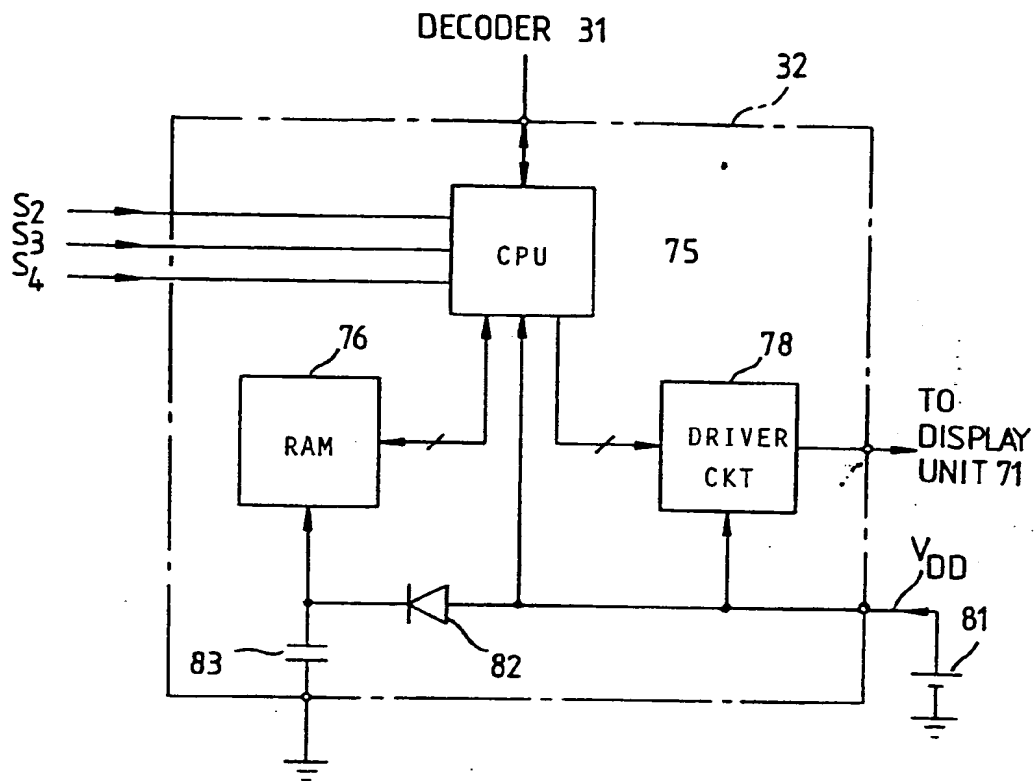 DECODER 31
32
S2
S3
S4
CPU
75
76
78
RAM
DRIVER
CKT
TO
DISPLAY
UNIT 71
VDD
81
83
82